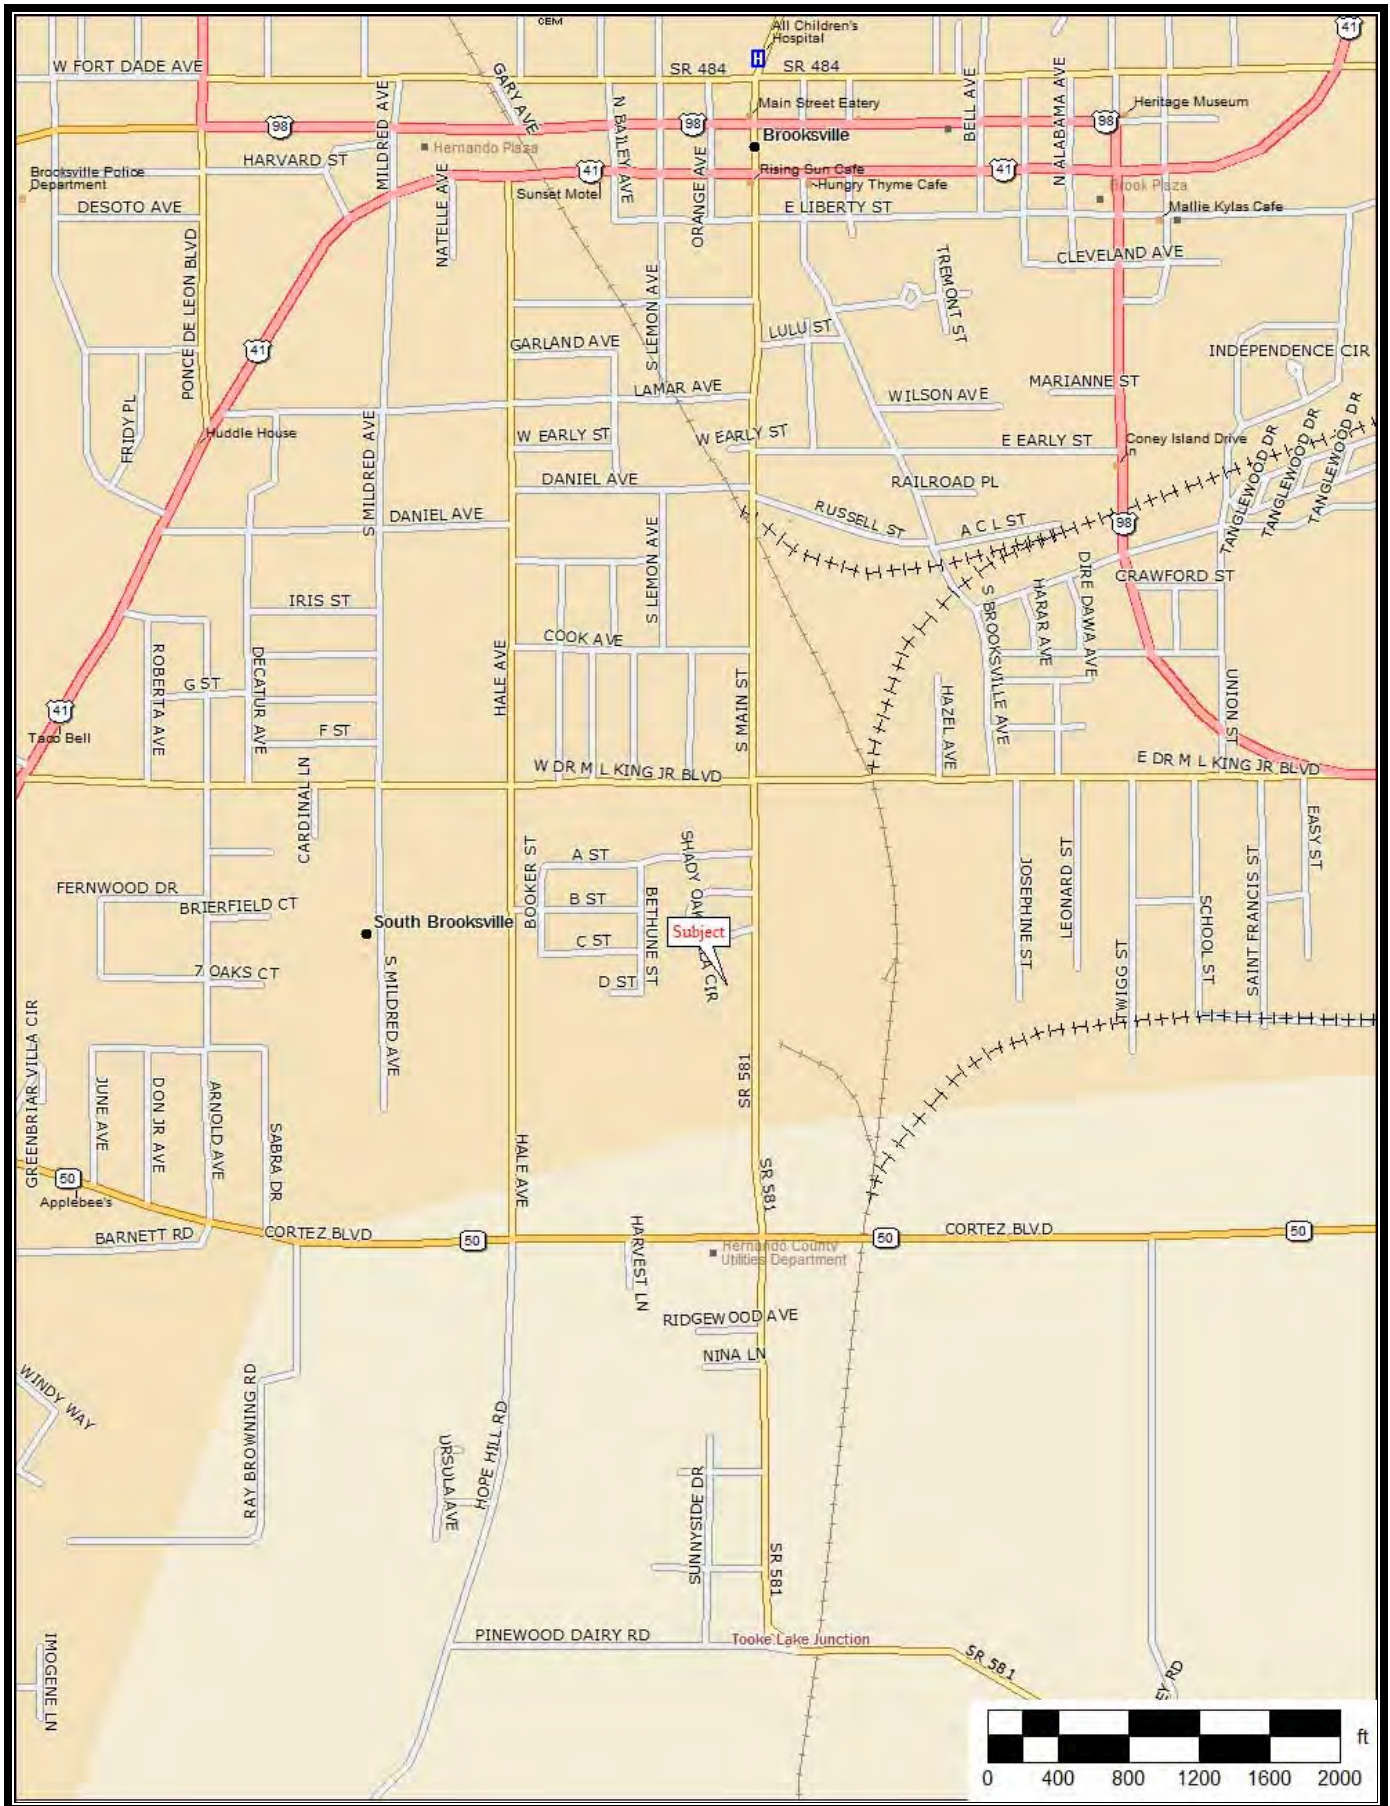 CEM
All Children's
Hospital
41
W FORT DADE AVE
H
SR 484
SR 484
GARY AVE
MILDRED AVE
N BAILEY AVE
BELL AVE
N ALABAMA AVE
Main Street Eatery
Heritage Museum
98
98
98
Brooksville
Hernando Plaza
HARVARD ST
Brooksville Police
Department
41
Rising Sun Cafe
41
Sunset Motel
Hungry Thyme Cafe
Brook Plaza
DESOTO AVE
NATELLE AVE
ORANGE AVE
E LIBERTY ST
Mallie Kylas Cafe
CLEVELAND AVE
PONCE DE LEON BLVD
S LEMON AVE
TREMONT ST
LULU ST
41
GARLAND AVE
INDEPENDENCE CIR
LAMAR AVE
MARIANNE ST
WILSON AVE
FRIDY PL
Huddle House
S MILDRED AVE
W EARLY ST
W EARLY ST
E EARLY ST
Coney Island Drive
TANGLEWOOD DR
TANGLEWOOD DR
TANGLEWOOD DR
DANIEL AVE
RAILROAD PL
DANIEL AVE
RUSSELL ST
A C L ST
98
S LEMON AVE
CRAWFORD ST
IRIS ST
S BROOKSVILLE AVE
HARAR AVE
DIRE DAWA AVE
COOK AVE
ROBERTA AVE
G ST
DECATUR AVE
HALE AVE
S MAIN ST
HAZEL AVE
UNION ST
41
F ST
Taco Bell
CARDINAL LN
W DR M L KING JR BLVD
E DR M L KING JR BLVD
BOOKER ST
A ST
SHADY OAK
EASY ST
JOSEPHINE ST
LEONARD ST
FERNWOOD DR
BRIERFIELD CT
B ST
BETHUNE ST
South Brooksville
Subject
LA CIR
C ST
TWIGG ST
SCHOOL ST
SAINT FRANCIS ST
7 OAKS CT
D ST
S MILDRED AVE
GREENBRIAR VILLA CIR
SR 581
JUNE AVE
DON JR AVE
ARNOLD AVE
SABRA DR
HALE AVE
SR 581
50
Applebee's
BARNETT RD
CORTEZ BLVD
50
50
CORTEZ BLVD
50
HARVEST LN
Hernando County
Utilities Department
RIDGEWOOD AVE
NINA LN
WINDY WAY
RAY BROWNING RD
URSULA AVE
HOPE HILL RD
SUNNYSIDE DR
SR 581
IMOGENE LN
PINEWOOD DAIRY RD
Tooke Lake Junction
SR 581
EY RD
ft
0 400 800 1200 1600 2000